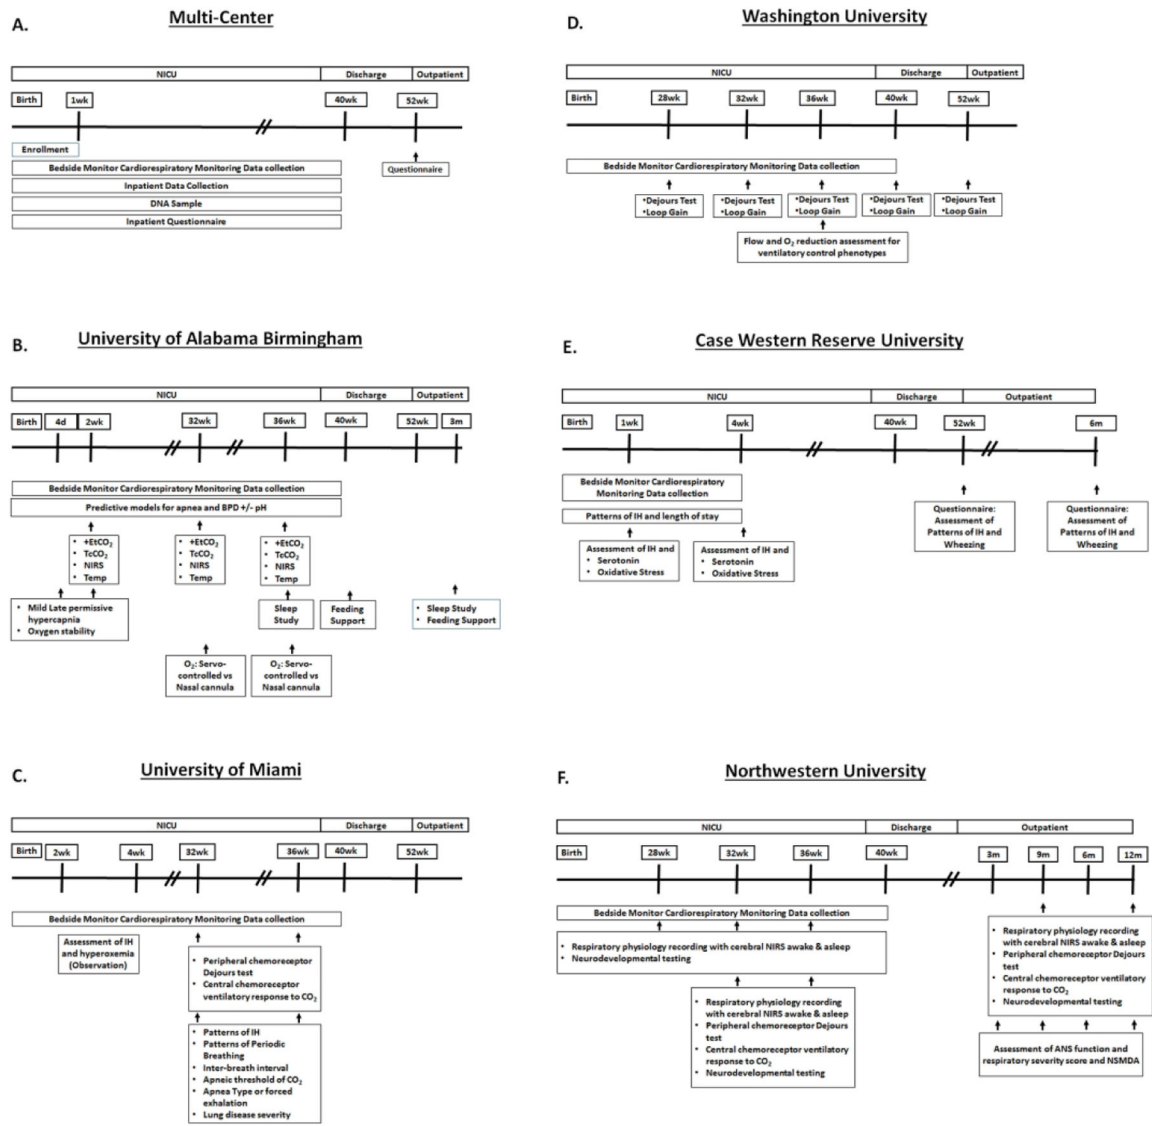 A.
Multi-Center
NICU
Discharge
Outpatient
Birth
1wk
40wk
52wk
Enrollment
Bedside Monitor Cardiorespiratory Monitoring Data collection
Inpatient Data Collection
DNA Sample
Inpatient Questionnaire
Questionnaire
B.
University of Alabama Birmingham
NICU
Discharge
Outpatient
Birth
4d
2wk
32wk
36wk
40wk
52wk
3m
Bedside Monitor Cardiorespiratory Monitoring Data collection
Predictive models for apnea and BPD +/- pH
• +EtCO₂
• TcCO₂
• NIRS
• Temp
• +EtCO₂
• TcCO₂
• NIRS
• Temp
• +EtCO₂
• TcCO₂
• NIRS
• Temp
• Mild Late permissive
hypercapnia
• Oxygen stability
Sleep
Study
Feeding
Support
• Sleep Study
• Feeding Support
O₂: Servo-
controlled vs
Nasal cannula
O₂: Servo-
controlled vs
Nasal cannula
C.
University of Miami
NICU
Discharge
Outpatient
Birth
2wk
4wk
32wk
36wk
40wk
52wk
Bedside Monitor Cardiorespiratory Monitoring Data collection
Assessment of IH
and hyperoxemia
(Observation)
• Peripheral chemoreceptor
Dejours test
• Central chemoreceptor
ventilatory response to CO₂
• Patterns of IH
• Patterns of Periodic
Breathing
• Inter-breath interval
• Apneic threshold of CO₂
• Apnea Type or forced
exhalation
• Lung disease severity
D.
Washington University
NICU
Discharge
Outpatient
Birth
28wk
32wk
36wk
40wk
52wk
Bedside Monitor Cardiorespiratory Monitoring Data collection
•Dejours Test
•Loop Gain
•Dejours Test
•Loop Gain
•Dejours Test
•Loop Gain
•Dejours Test
•Loop Gain
•Dejours Test
•Loop Gain
Flow and O₂ reduction assessment for
ventilatory control phenotypes
E.
Case Western Reserve University
NICU
Discharge
Outpatient
Birth
1wk
4wk
40wk
52wk
6m
Bedside Monitor Cardiorespiratory
Monitoring Data collection
Patterns of IH and length of stay
Assessment of IH and
• Serotonin
• Oxidative Stress
Assessment of IH and
• Serotonin
• Oxidative Stress
Questionnaire:
Assessment of
Patterns of IH and
Wheezing
Questionnaire:
Assessment of
Patterns of IH and
Wheezing
F.
Northwestern University
NICU
Discharge
Outpatient
Birth
28wk
32wk
36wk
40wk
3m
9m
6m
12m
Bedside Monitor Cardiorespiratory Monitoring Data collection
• Respiratory physiology recording with cerebral NIRS awake & asleep
• Neurodevelopmental testing
• Respiratory physiology recording
with cerebral NIRS awake & asleep
• Peripheral chemoreceptor Dejours
test
• Central chemoreceptor ventilatory
response to CO₂
• Neurodevelopmental testing
• Respiratory physiology recording
with cerebral NIRS awake & asleep
• Peripheral chemoreceptor Dejours
test
• Central chemoreceptor ventilatory
response to CO₂
• Neurodevelopmental testing
Assessment of ANS function and
respiratory severity score and NSMDA